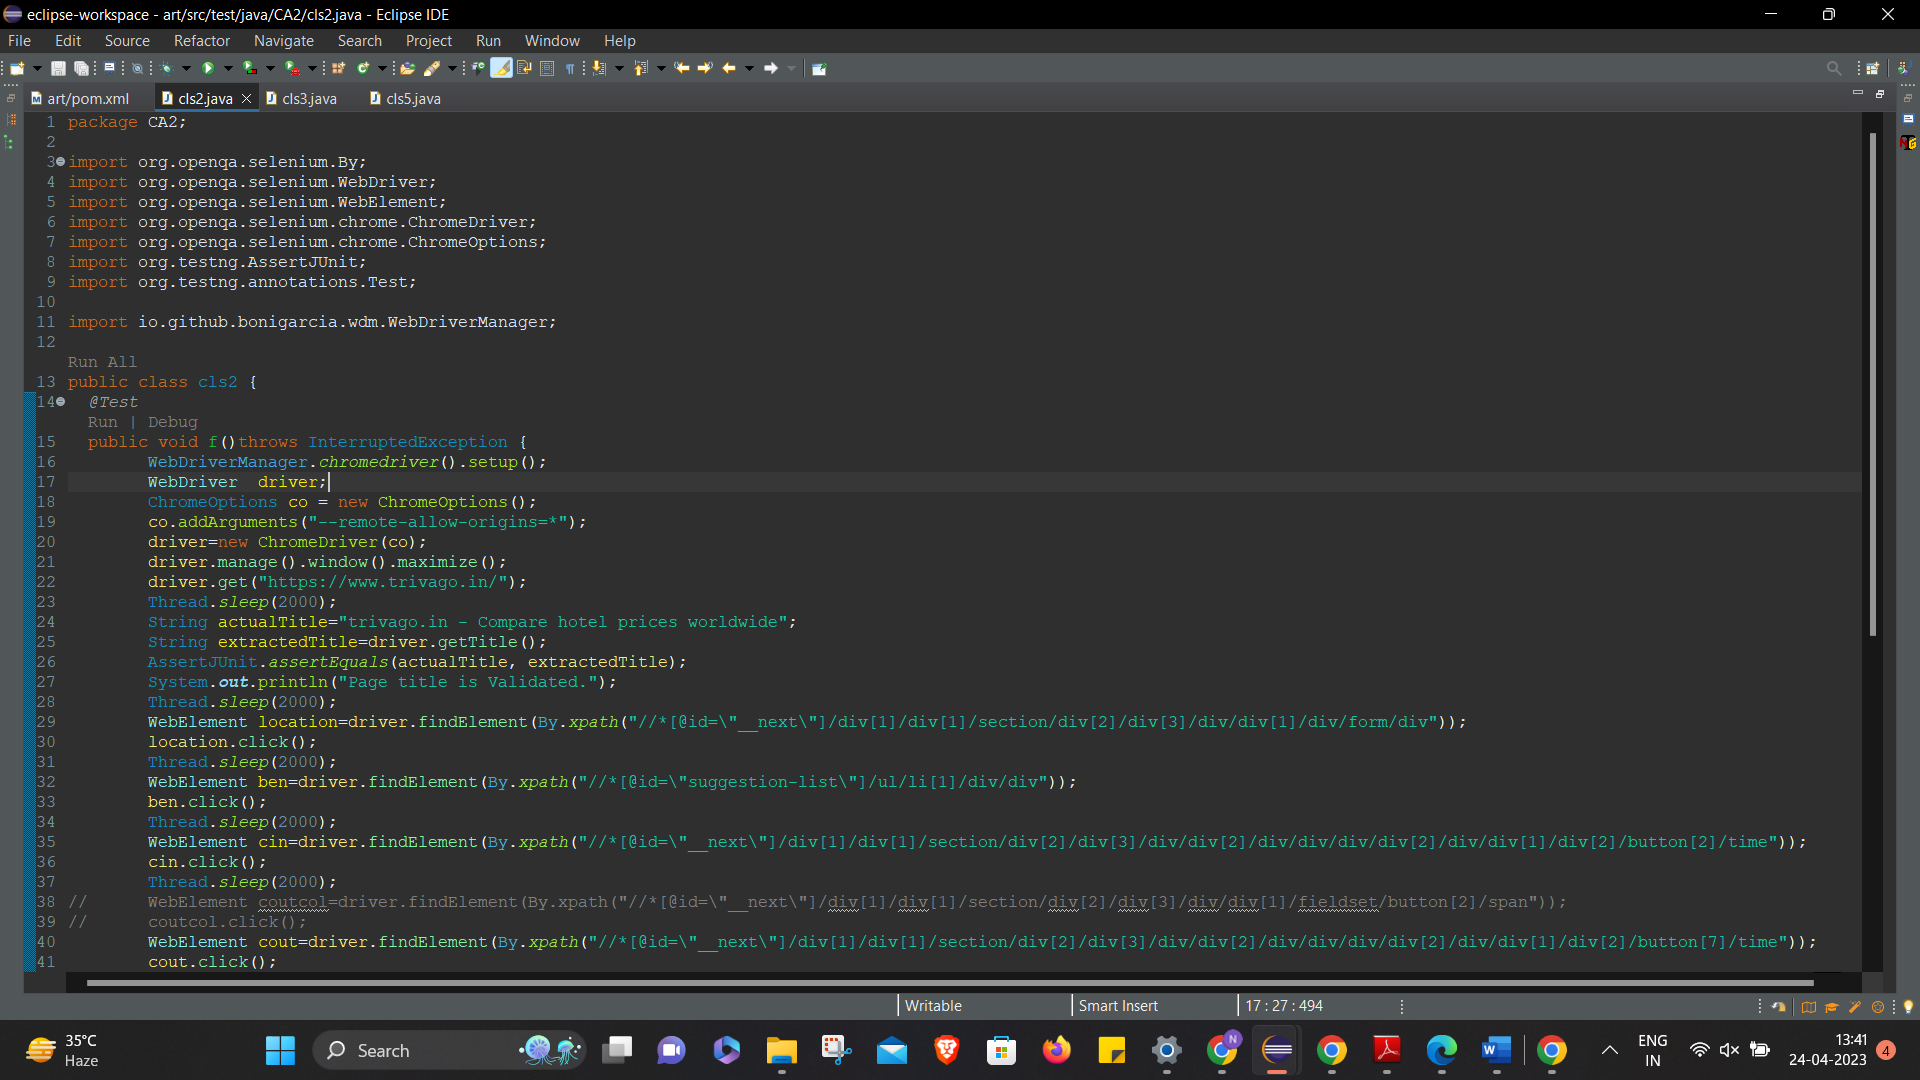 eclipse-workspace - art/src/test/java/CA2/cls2.java - Eclipse IDE
File Edit Source Refactor Navigate Search Project Run Window Help
art/pom.xml cls2.java cls3.java cls5.java
1 package CA2;
2
3 import org.openqa.selenium.By;
4 import org.openqa.selenium.WebDriver;
5 import org.openqa.selenium.WebElement;
6 import org.openqa.selenium.chrome.ChromeDriver;
7 import org.openqa.selenium.chrome.ChromeOptions;
8 import org.testng.AssertJUnit;
9 import org.testng.annotations.Test;
10
11 import io.github.bonigarcia.wdm.WebDriverManager;
12
Run All
13 public class cls2 {
14 @Test
Run | Debug
15 public void f()throws InterruptedException {
16 WebDriverManager.chromedriver().setup();
17 WebDriver  driver;
18 ChromeOptions co = new ChromeOptions();
19 co.addArguments("--remote-allow-origins=*");
20 driver=new ChromeDriver(co);
21 driver.manage().window().maximize();
22 driver.get("https://www.trivago.in/");
23 Thread.sleep(2000);
24 String actualTitle="trivago.in - Compare hotel prices worldwide";
25 String extractedTitle=driver.getTitle();
26 AssertJUnit.assertEquals(actualTitle, extractedTitle);
27 System.out.println("Page title is Validated.");
28 Thread.sleep(2000);
29 WebElement location=driver.findElement(By.xpath("//*[@id=\"__next\"]/div[1]/div[1]/section/div[2]/div[3]/div/div[1]/div/form/div"));
30 location.click();
31 Thread.sleep(2000);
32 WebElement ben=driver.findElement(By.xpath("//*[@id=\"suggestion-list\"]/ul/li[1]/div/div"));
33 ben.click();
34 Thread.sleep(2000);
35 WebElement cin=driver.findElement(By.xpath("//*[@id=\"__next\"]/div[1]/div[1]/section/div[2]/div[3]/div/div[2]/div/div/div/div[2]/div/div[1]/div[2]/button[2]/time"));
36 cin.click();
37 Thread.sleep(2000);
38 // WebElement coutcol=driver.findElement(By.xpath("//*[@id=\"__next\"]/div[1]/div[1]/section/div[2]/div[3]/div/div[1]/fieldset/button[2]/span"));
39 // coutcol.click();
40 WebElement cout=driver.findElement(By.xpath("//*[@id=\"__next\"]/div[1]/div[1]/section/div[2]/div[3]/div/div[2]/div/div/div/div[2]/div/div[1]/div[2]/button[7]/time"));
41 cout.click();
Writable Smart Insert 17 : 27 : 494
35°C
Haze
Search
N
ENG
IN
13:41
24-04-2023
4